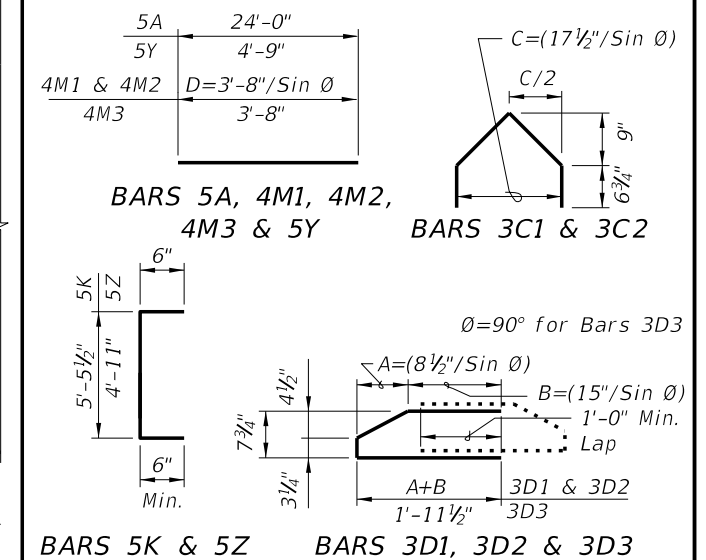 5A 24'-0"
5Y 4'-9"
4M1 & 4M2 D=3'-8"/Sin Ø
4M3 3'-8"
BARS 5A, 4M1, 4M2,
4M3 & 5Y
C=(17½"/Sin Ø)
C/2
9"
6¾"
BARS 3C1 & 3C2
6"
5K 5Z
5'-5½" 4'-11"
6"
Min.
BARS 5K & 5Z
Ø=90° for Bars 3D3
A=(8½"/Sin Ø)
B=(15"/Sin Ø)
1'-0" Min.
Lap
4½"
7¾"
3¼"
A+B 3D1 & 3D2
1'-11½" 3D3
BARS 3D1, 3D2 & 3D3